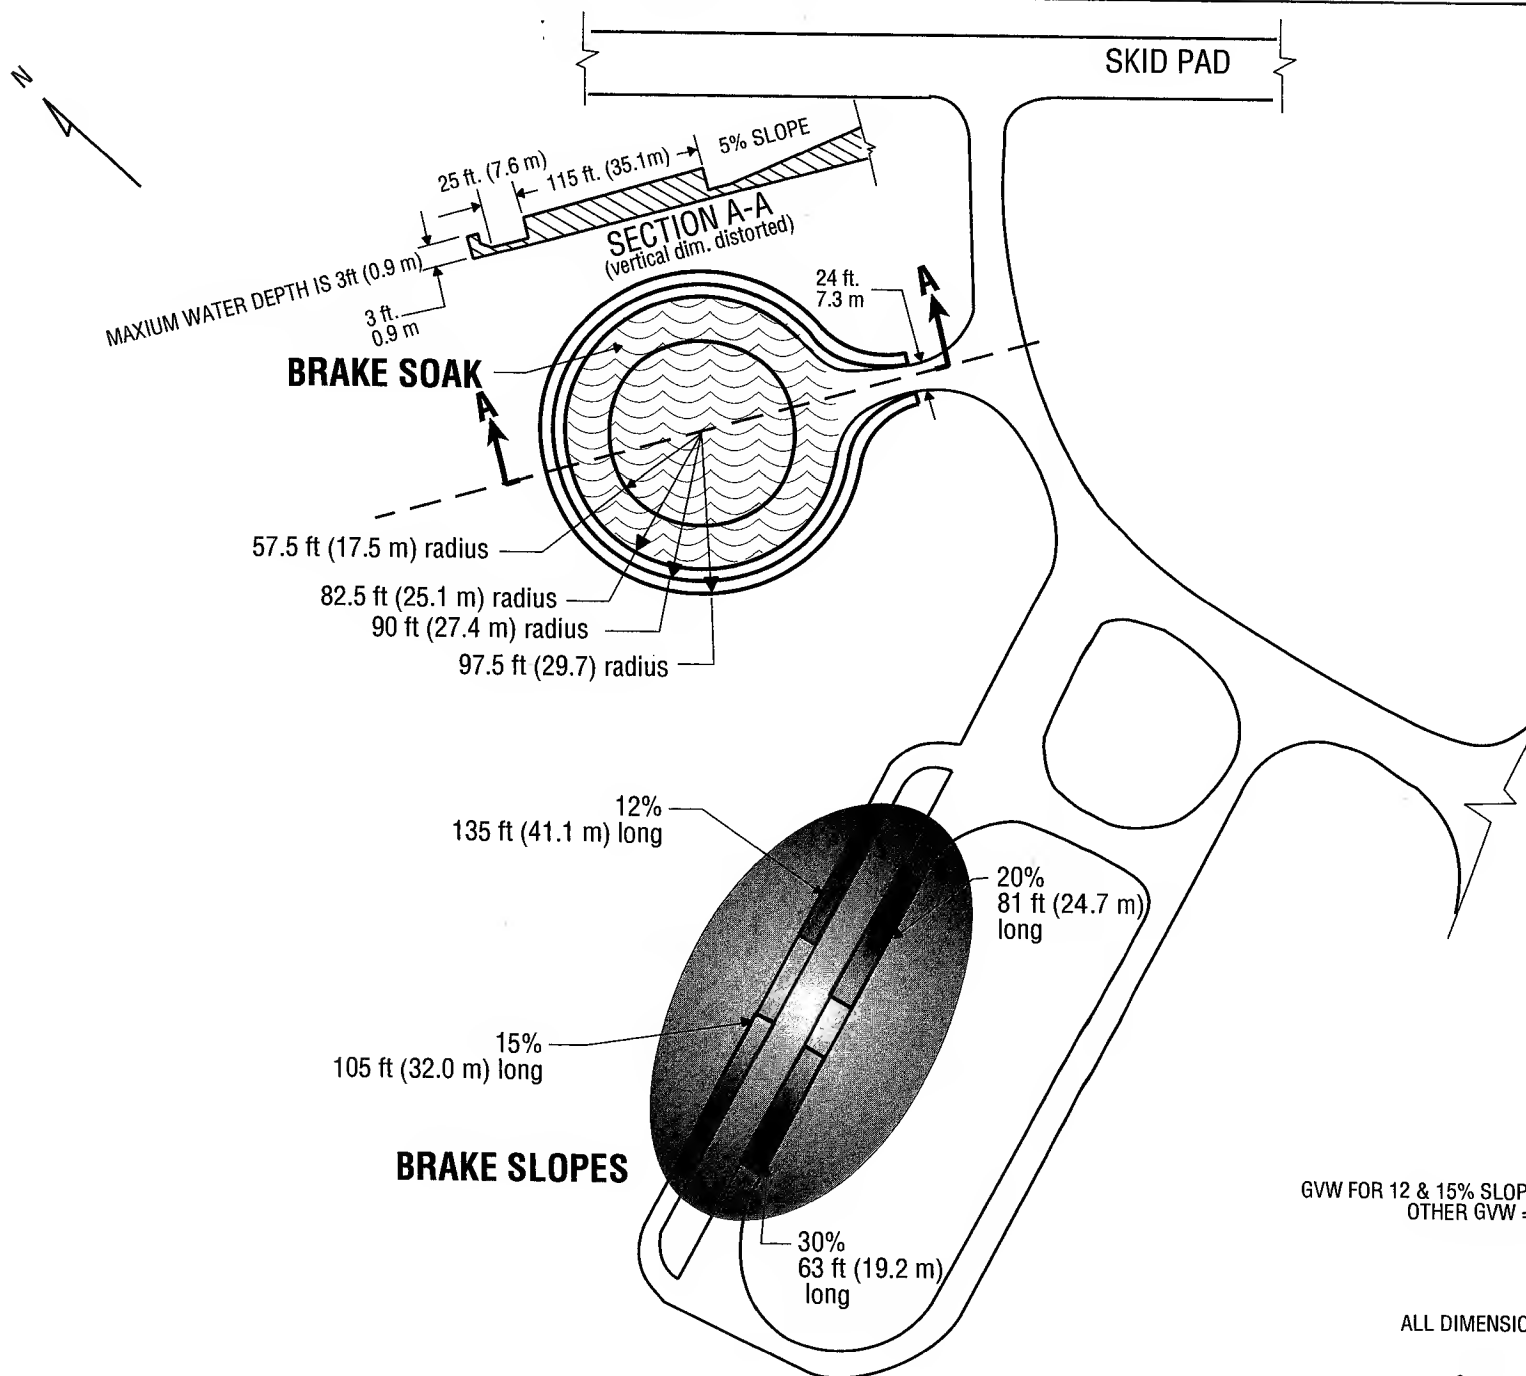 SKID PAD
N
5% SLOPE
25 ft. (7.6 m)
115 ft. (35.1m)
SECTION A-A
(vertical dim. distorted)
MAXIUM WATER DEPTH IS 3ft (0.9 m)
3 ft.
0.9 m
24 ft.
7.3 m
A
BRAKE SOAK
A
57.5 ft (17.5 m) radius
82.5 ft (25.1 m) radius
90 ft (27.4 m) radius
97.5 ft (29.7) radius
12%
135 ft (41.1 m) long
20%
81 ft (24.7 m)
long
15%
105 ft (32.0 m) long
BRAKE SLOPES
30%
63 ft (19.2 m)
long
GVW FOR 12 & 15% SLOP
OTHER GVW =
ALL DIMENSIO